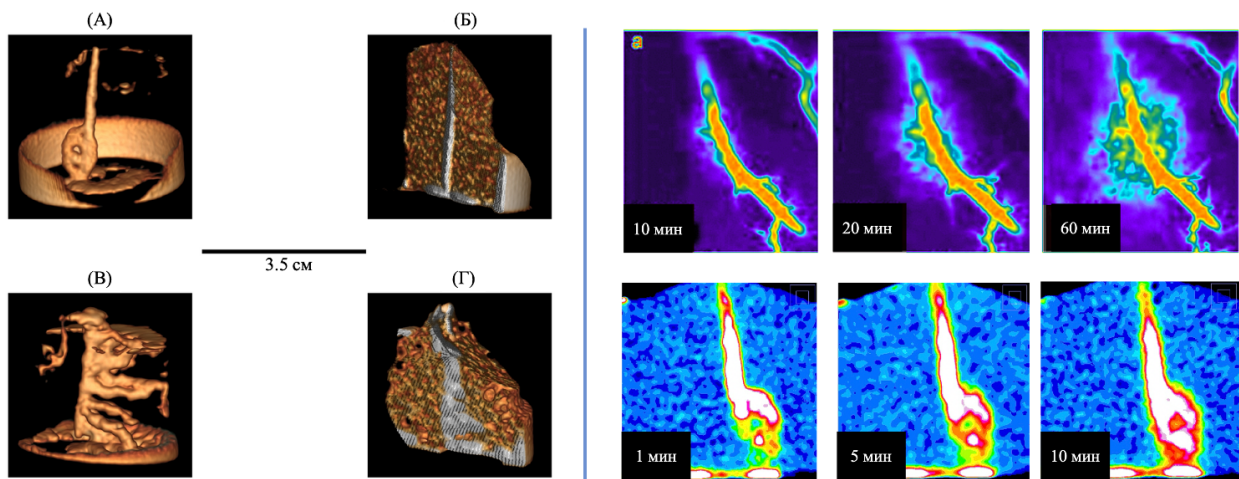 (А)
(Б)
3.5 см
(В)
(Г)
10 мин
20 мин
60 мин
1 мин
5 мин
10 мин